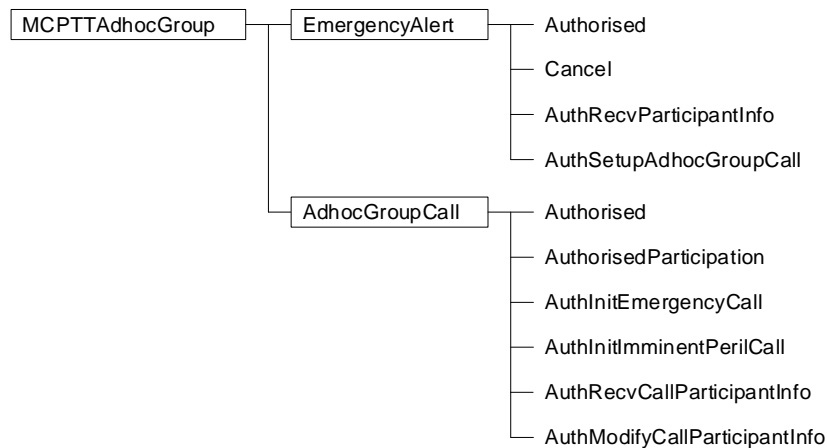 MCPTTAdhocGroup
EmergencyAlert
Authorised
Cancel
AuthRecvParticipantInfo
AuthSetupAdhocGroupCall
AdhocGroupCall
Authorised
AuthorisedParticipation
AuthInitEmergencyCall
AuthInitImminentPerilCall
AuthRecvCallParticipantInfo
AuthModifyCallParticipantInfo